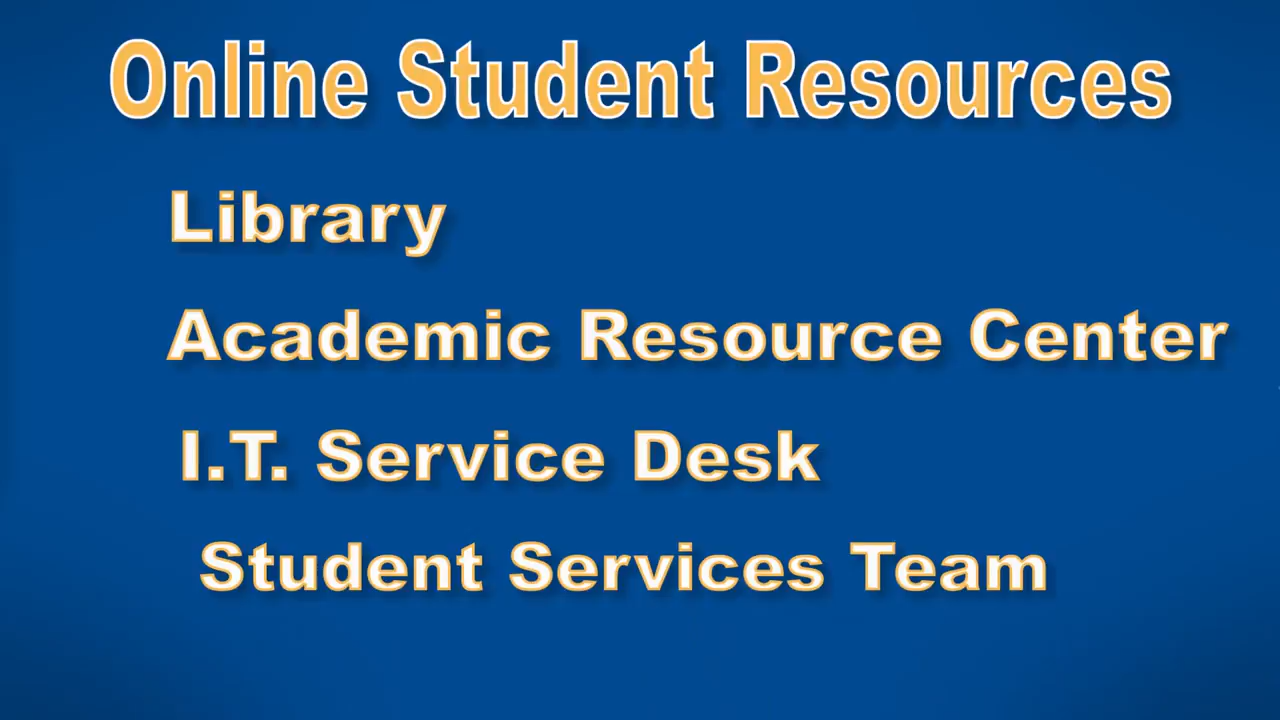 Online Student Resources
Library
Academic Resource Center
I.T. Service Desk
Student Services Team